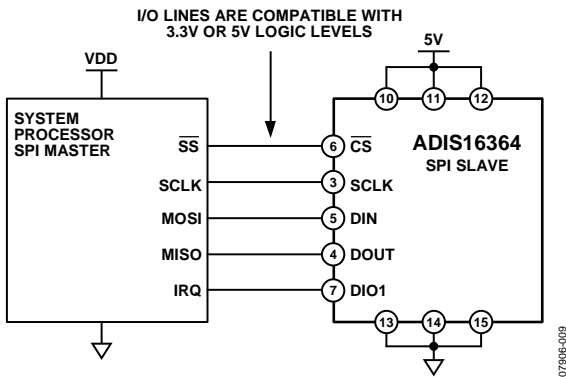 I/O LINES ARE COMPATIBLE WITH
3.3V OR 5V LOGIC LEVELS
VDD
5V
10 11 12
SYSTEM
PROCESSOR
SPI MASTER
ADIS16364
SPI SLAVE
SS 6 CS
SCLK 3 SCLK
MOSI 5 DIN
MISO 4 DOUT
IRQ 7 DIO1
13 14 15
07906-009